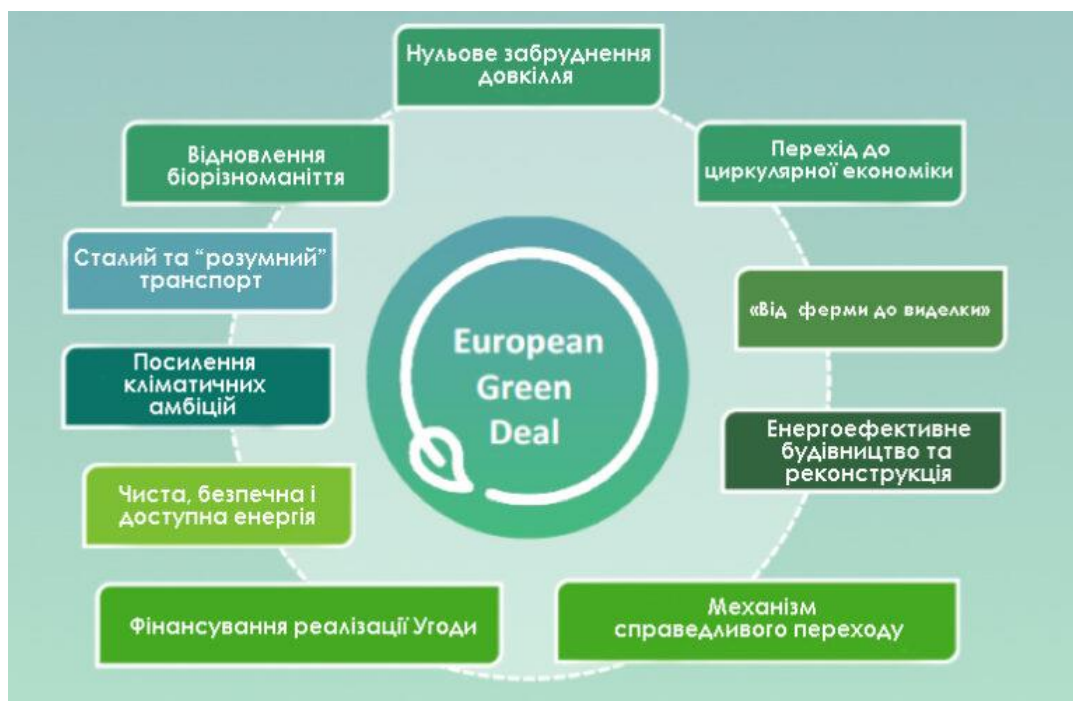 Нульове забруднення
довкілля
Відновлення
біорізноманіття
Перехід до
циркулярної економіки
Сталий та “розумний”
транспорт
«Від ферми до виделки»
European
Green
Deal
Посилення
кліматичних
амбіцій
Енергоефективне
будівництво та
реконструкція
Чиста, безпечна і
доступна енергія
Фінансування реалізації Угоди
Механізм
справедливого переходу